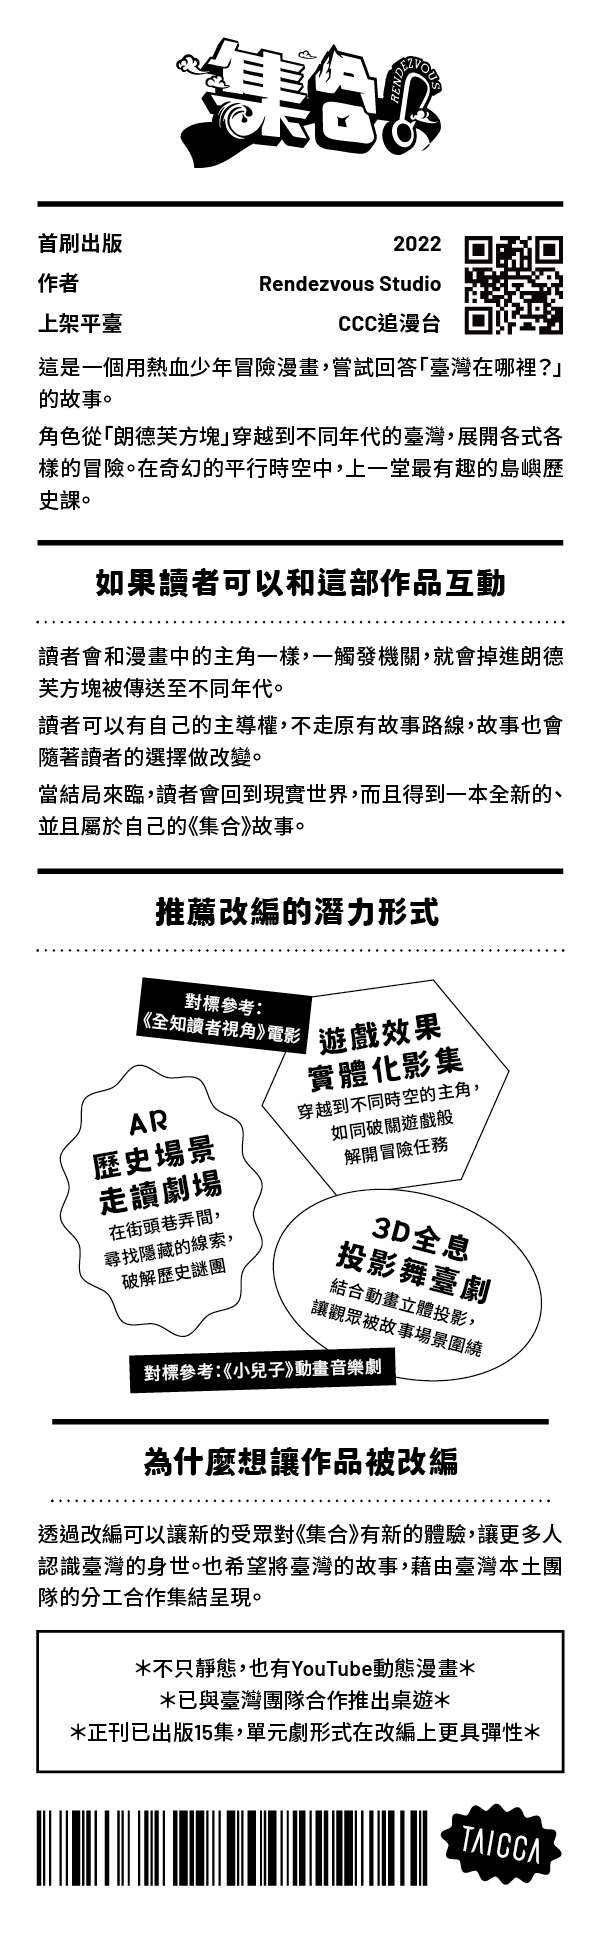 集合！
RENDEZVOUS
首刷出版 2022
作者 Rendezvous Studio
上架平臺 CCC追漫台
這是一個用熱血少年冒險漫畫，嘗試回答「臺灣在哪裡？」
的故事。
角色從「朗德芙方塊」穿越到不同年代的臺灣，展開各式各
樣的冒險。在奇幻的平行時空中，上一堂最有趣的島嶼歷
史課。
如果讀者可以和這部作品互動
讀者會和漫畫中的主角一樣，一觸發機關，就會掉進朗德
芙方塊被傳送至不同年代。
讀者可以有自己的主導權，不走原有故事路線，故事也會
隨著讀者的選擇做改變。
當結局來臨，讀者會回到現實世界，而且得到一本全新的、
並且屬於自己的《集合》故事。
推薦改編的潛力形式
對標參考：
《全知讀者視角》電影
遊戲效果
實體化影集
穿越到不同時空的主角，
如同破關遊戲般
解開冒險任務
AR
歷史場景
走讀劇場
在街頭巷弄間，
尋找隱藏的線索，
破解歷史謎團
3D全息
投影舞臺劇
結合動畫立體投影，
讓觀眾被故事場景圍繞
對標參考：《小兒子》動畫音樂劇
為什麼想讓作品被改編
透過改編可以讓新的受眾對《集合》有新的體驗，讓更多人
認識臺灣的身世。也希望將臺灣的故事，藉由臺灣本土團
隊的分工合作集結呈現。
＊不只靜態，也有YouTube動態漫畫＊
＊已與臺灣團隊合作推出桌遊＊
＊正刊已出版15集，單元劇形式在改編上更具彈性＊
TAICCA